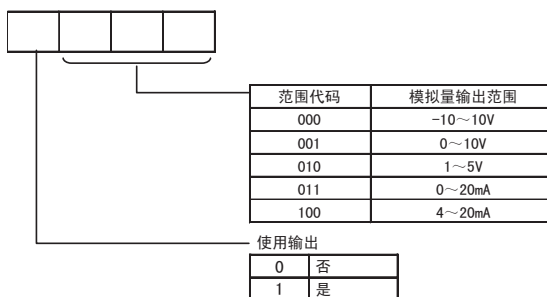 范围代码 模拟量输出范围
000 -10～10V
001 0～10V
010 1～5V
011 0～20mA
100 4～20mA
使用输出
0 否
1 是